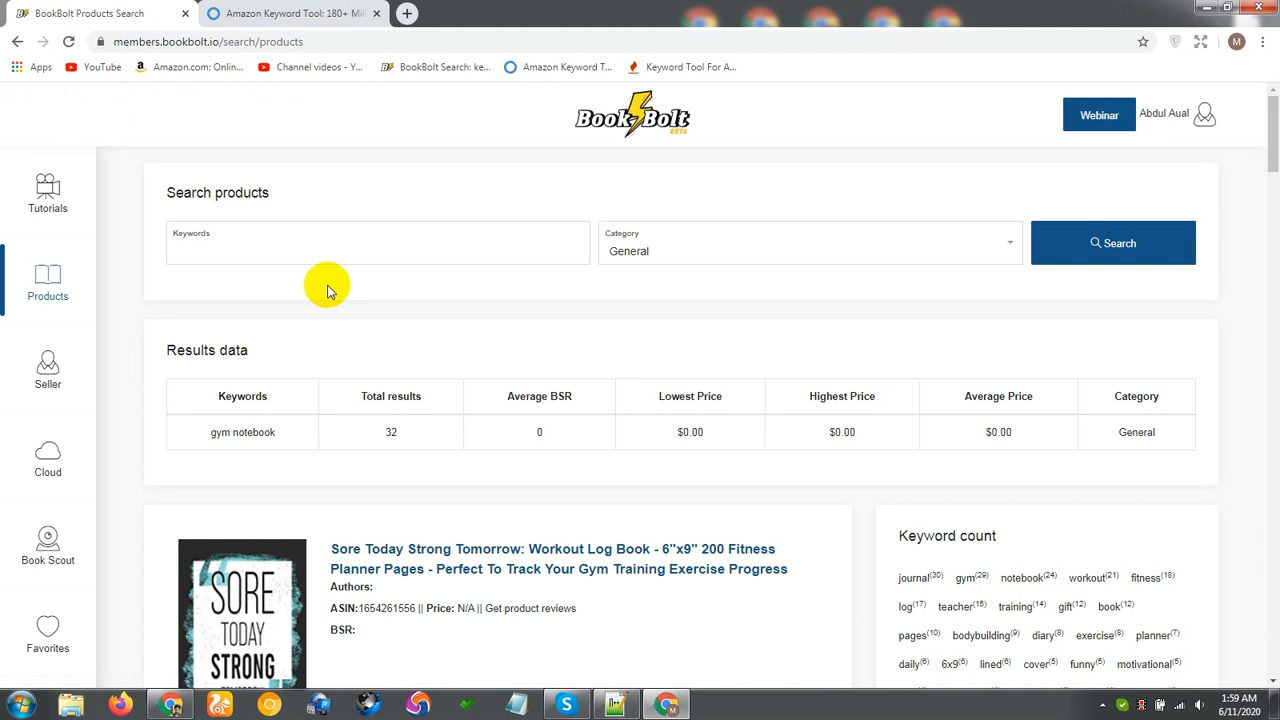 BookBolt Products Search
Amazon Keyword Tool: 180+ Mil
members.bookbolt.io/search/products
M
Apps
YouTube
Amazon.com: Onlin...
Channel videos - Y...
BookBolt Search: ke...
Amazon Keyword T...
Keyword Tool For A...
Book Bolt
BETA
Webinar
Abdul Aual
Tutorials
Products
Seller
Cloud
Book Scout
Favorites
Search products
Keywords
Category
General
Search
Results data
Keywords Total results Average BSR Lowest Price Highest Price Average Price Category
gym notebook 32 0 $0.00 $0.00 $0.00 General
SORE
TODAY
STRONG
Sore Today Strong Tomorrow: Workout Log Book - 6"x9" 200 Fitness
Planner Pages - Perfect To Track Your Gym Training Exercise Progress
Authors:
ASIN:1654261556 || Price: N/A || Get product reviews
BSR:
Keyword count
journal(30) gym(29) notebook(24) workout(21) fitness(18)
log(17) teacher(15) training(14) gift(12) book(12)
pages(10) bodybuilding(9) diary(8) exercise(8) planner(7)
daily(6) 6x9(6) lined(6) cover(5) funny(5) motivational(5)
1:59 AM
6/11/2020